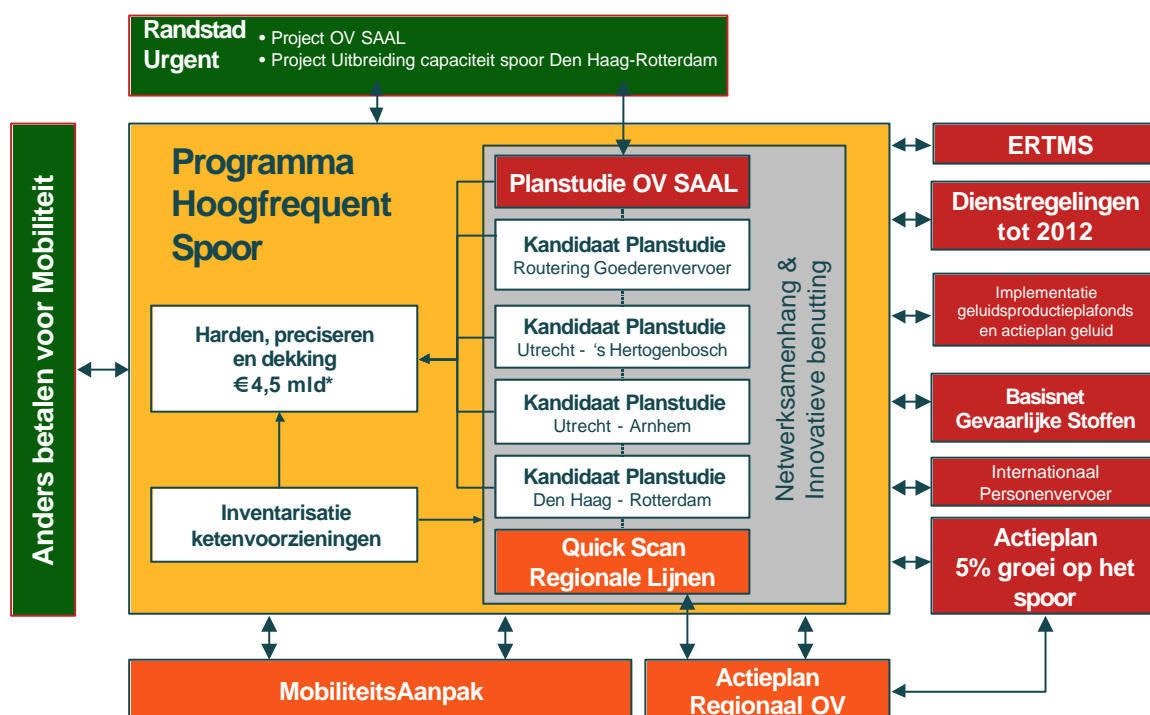 Randstad
Urgent
• Project OV SAAL
• Project Uitbreiding capaciteit spoor Den Haag-Rotterdam
Anders betalen voor Mobiliteit
Programma
Hoogfrequent
Spoor
Harden, preciseren
en dekking
€ 4,5 mld*
Inventarisatie
ketenvoorzieningen
Planstudie OV SAAL
Kandidaat Planstudie
Routering Goederenvervoer
Kandidaat Planstudie
Utrecht - ‘s Hertogenbosch
Kandidaat Planstudie
Utrecht - Arnhem
Kandidaat Planstudie
Den Haag - Rotterdam
Quick Scan
Regionale Lijnen
Netwerksamenhang &
Innovatieve benutting
ERTMS
Dienstregelingen
tot 2012
Implementatie
geluidsproductieplafonds
en actieplan geluid
Basisnet
Gevaarlijke Stoffen
Internationaal
Personenvervoer
Actieplan
5% groei op het
spoor
MobiliteitsAanpak
Actieplan
Regionaal OV